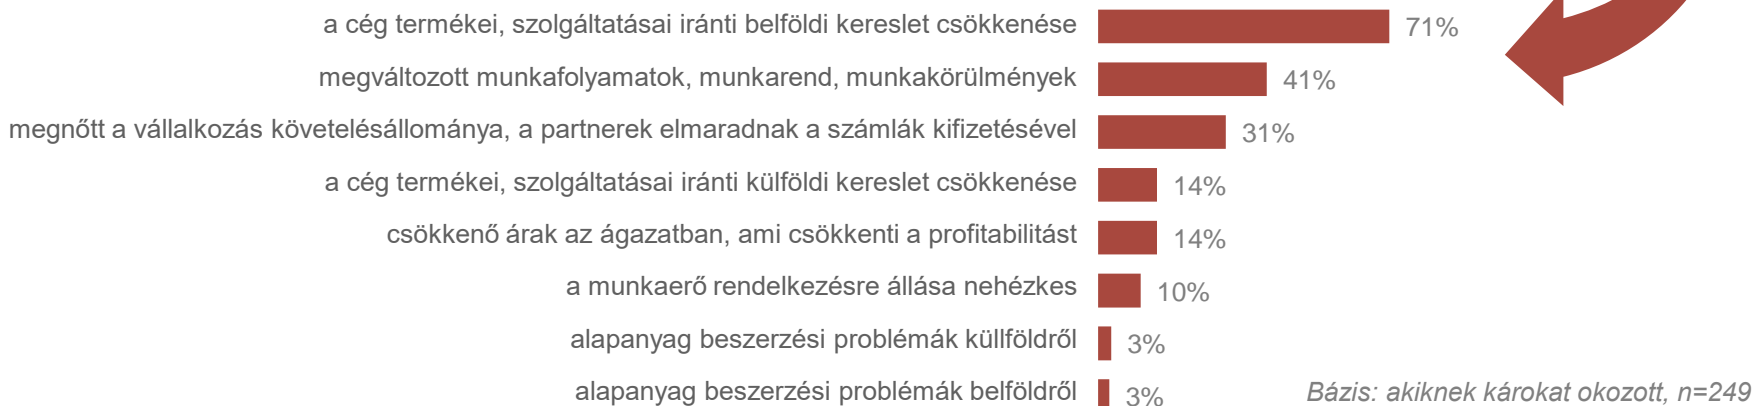 a cég termékei, szolgáltatásai iránti belföldi kereslet csökkenése 71%
megváltozott munkafolyamatok, munkarend, munkakörülmények 41%
megnőtt a vállalkozás követelésállománya, a partnerek elmaradnak a számlák kifizetésével 31%
a cég termékei, szolgáltatásai iránti külföldi kereslet csökkenése 14%
csökkenő árak az ágazatban, ami csökkenti a profitabilitást 14%
a munkaerő rendelkezésre állása nehézkes 10%
alapanyag beszerzési problémák küllföldről 3%
alapanyag beszerzési problémák belföldről 3% Bázis: akiknek károkat okozott, n=249